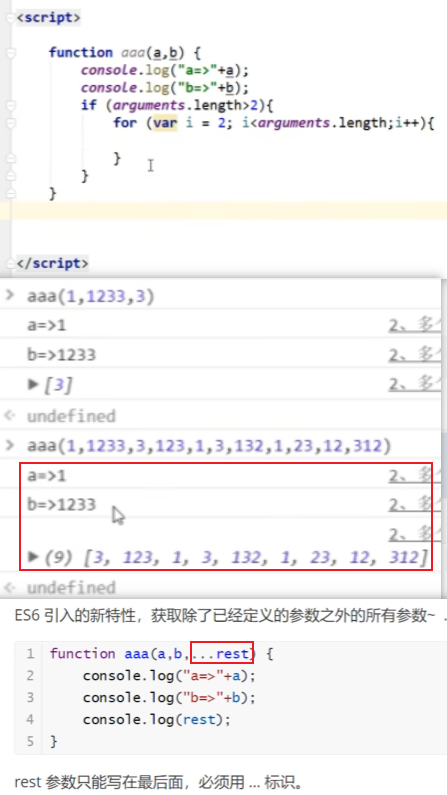 <script>
function aaa(a,b) {
console.log("a=>"+a);
console.log("b=>"+b);
if (arguments.length>2){
for (var i = 2; i<arguments.length;i++){
}
}
}
</script>
> aaa(1,1233,3)
a=>1 2、多
b=>1233 2、多
▶[3] 2、多
undefined
> aaa(1,1233,3,123,1,3,132,1,23,12,312)
a=>1 2、多
b=>1233 2、多
2、多
▶(9) [3, 123, 1, 3, 132, 1, 23, 12, 312]
undefined
ES6 引入的新特性，获取除了已经定义的参数之外的所有参数~ .
1 function aaa(a,b,...rest) {
2 console.log("a=>"+a);
3 console.log("b=>"+b);
4 console.log(rest);
5 }
rest 参数只能写在最后面，必须用 ... 标识。